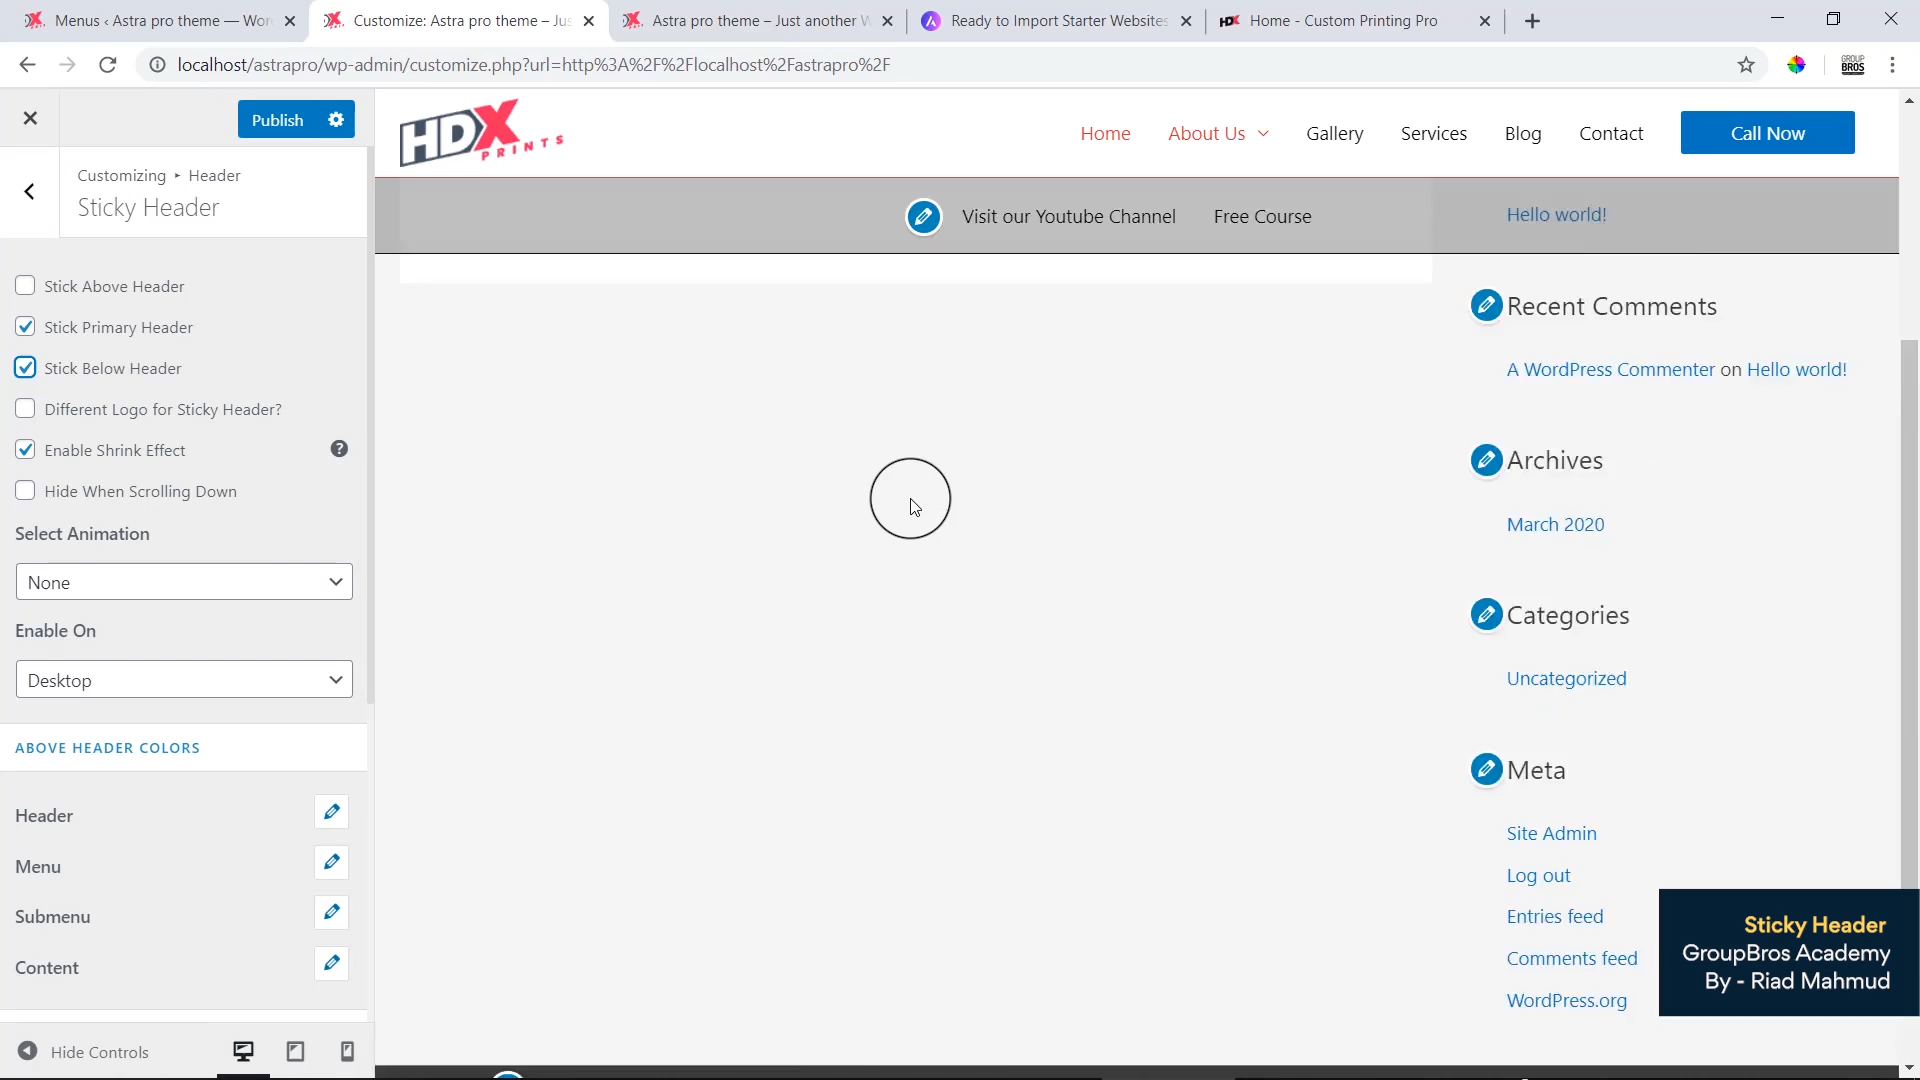 Menus ‹ Astra pro theme — Wor
Customize: Astra pro theme – Jus
Astra pro theme – Just another W
Ready to Import Starter Websites
HDX Home - Custom Printing Pro
localhost/astrapro/wp-admin/customize.php?url=http%3A%2F%2Flocalhost%2Fastrapro%2F
GROUP
BROS
Publish
Customizing ▸ Header
Sticky Header
Stick Above Header
Stick Primary Header
Stick Below Header
Different Logo for Sticky Header?
Enable Shrink Effect
?
Hide When Scrolling Down
Select Animation
None
Enable On
Desktop
ABOVE HEADER COLORS
Header
Menu
Submenu
Content
Hide Controls
HDX
PRINTS
Home About Us Gallery Services Blog Contact Call Now
Visit our Youtube Channel Free Course
Hello world!
Recent Comments
A WordPress Commenter on Hello world!
Archives
March 2020
Categories
Uncategorized
Meta
Site Admin
Log out
Entries feed
Comments feed
WordPress.org
Sticky Header
GroupBros Academy
By - Riad Mahmud